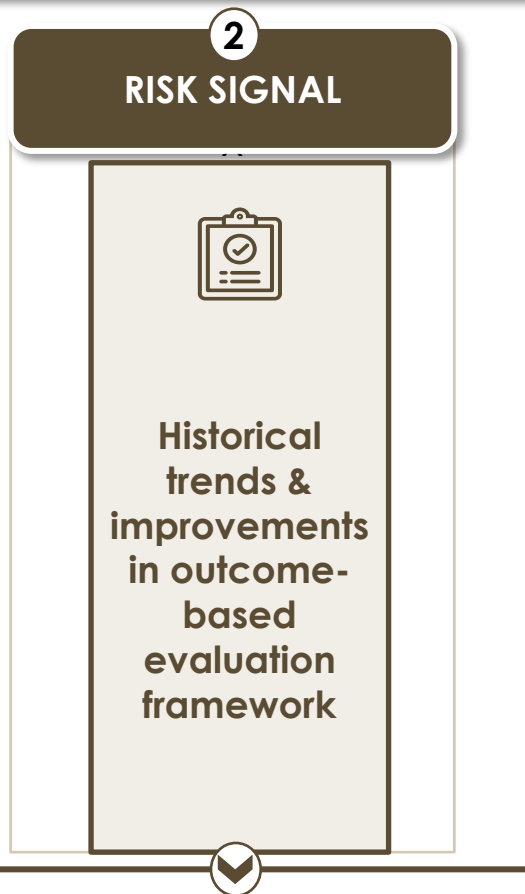 2
RISK SIGNAL
Historical
trends &
improvements
in outcome-
based
evaluation
framework